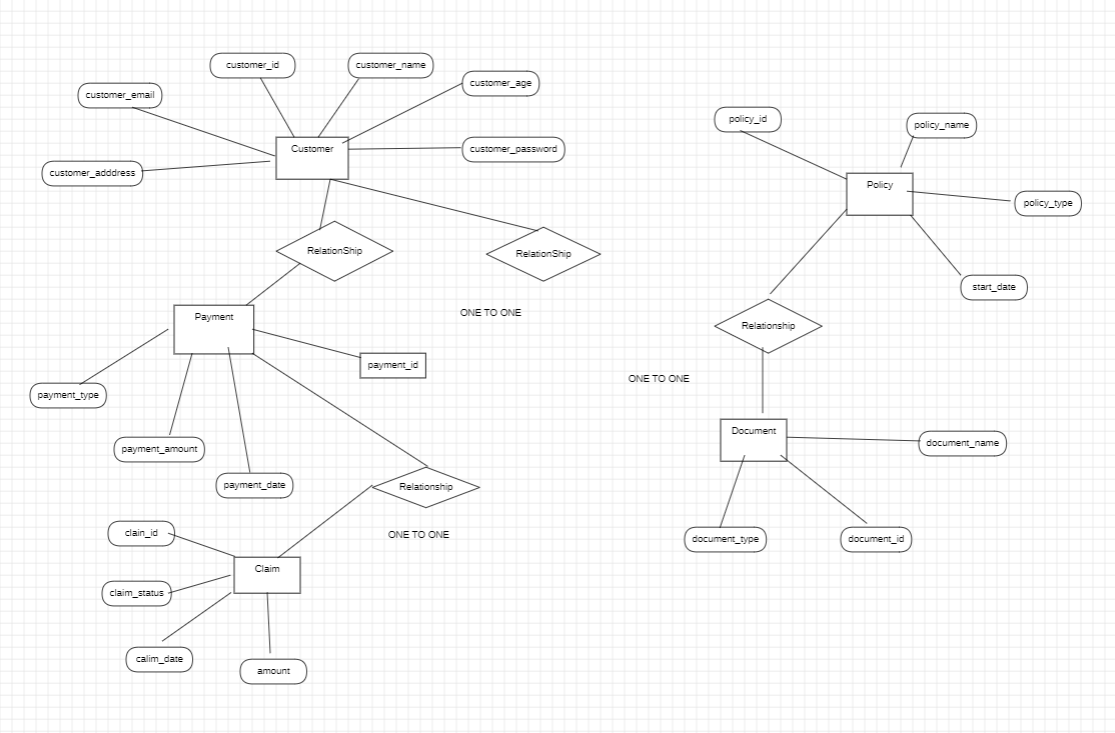 customer_id
customer_name
customer_age
customer_email
policy_id
policy_name
Customer
customer_password
customer_adddress
Policy
policy_type
RelationShip
RelationShip
start_date
ONE TO ONE
Payment
Relationship
payment_id
ONE TO ONE
payment_type
Document
document_name
payment_amount
payment_date
Relationship
ONE TO ONE
clain_id
document_type
document_id
Claim
claim_status
calim_date
amount